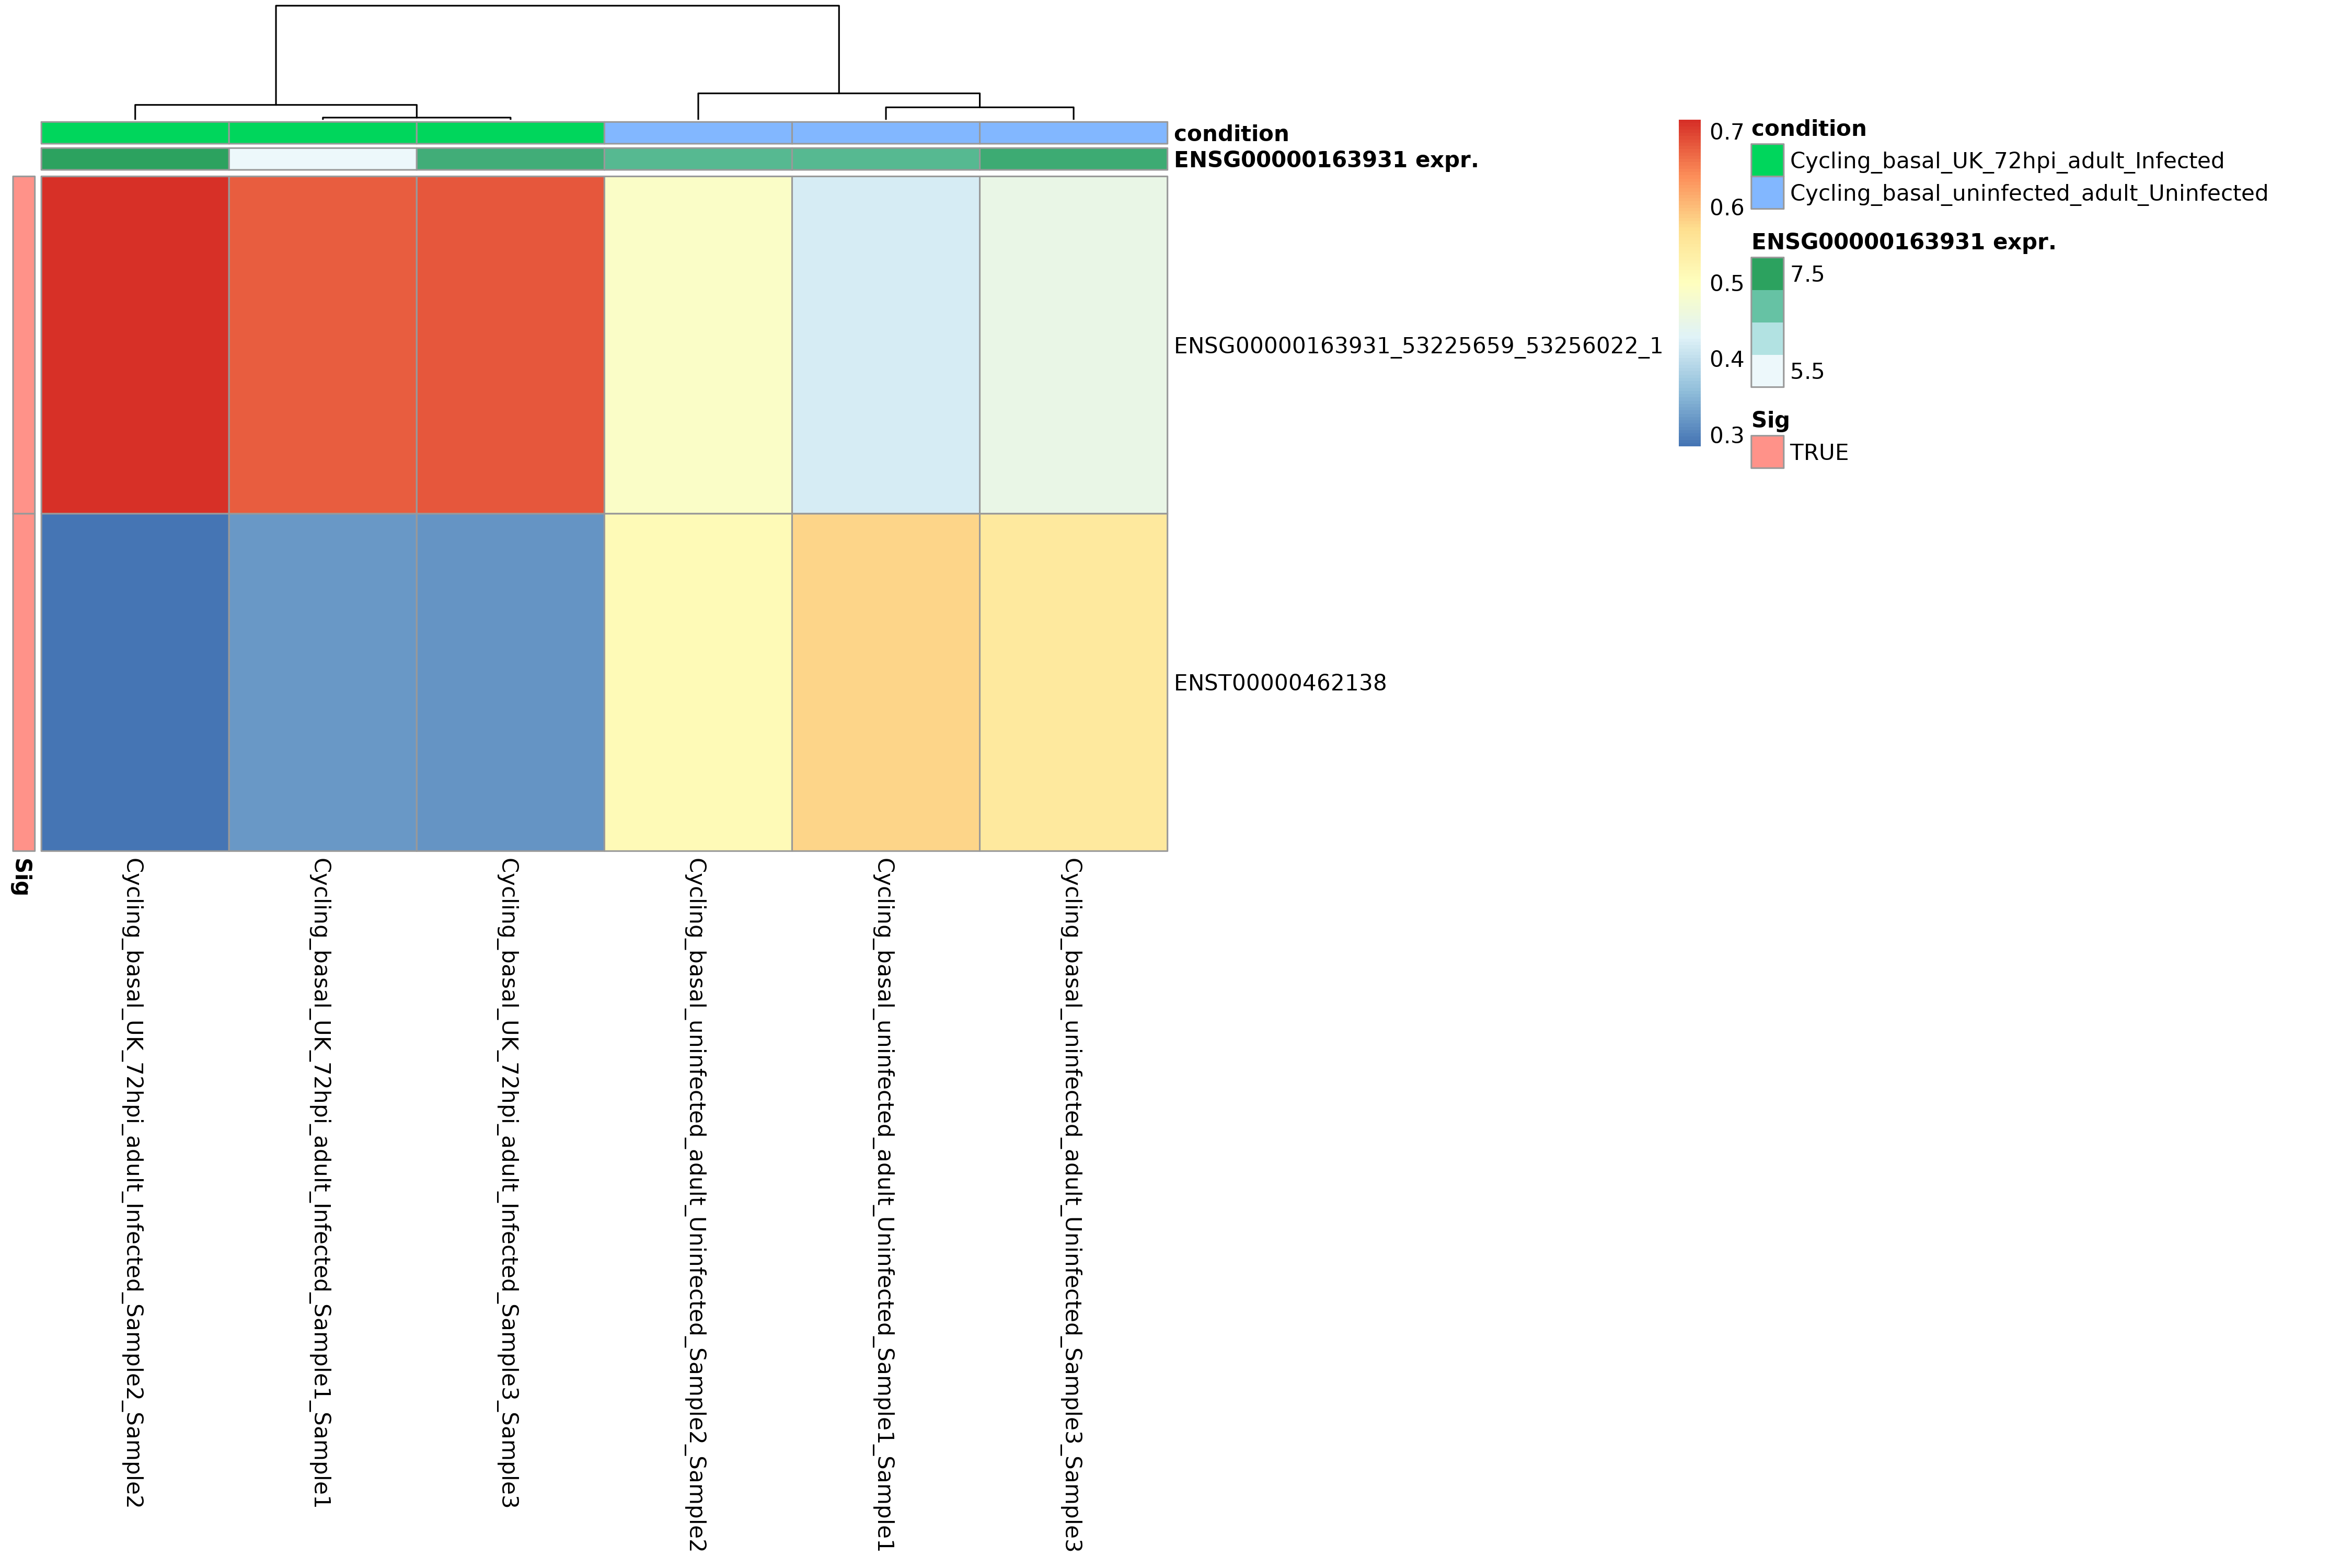 condition
ENSG00000163931 expr.
ENSG00000163931_53225659_53256022_1
ENST00000462138
0.7
0.6
0.5
0.4
0.3
condition
Cycling_basal_UK_72hpi_adult_Infected
Cycling_basal_uninfected_adult_Uninfected
ENSG00000163931 expr.
7.5
5.5
Sig
TRUE
Sig
Cycling_basal_UK_72hpi_adult_Infected_Sample2_Sample2
Cycling_basal_UK_72hpi_adult_Infected_Sample1_Sample1
Cycling_basal_UK_72hpi_adult_Infected_Sample3_Sample3
Cycling_basal_uninfected_adult_Uninfected_Sample2_Sample2
Cycling_basal_uninfected_adult_Uninfected_Sample1_Sample1
Cycling_basal_uninfected_adult_Uninfected_Sample3_Sample3